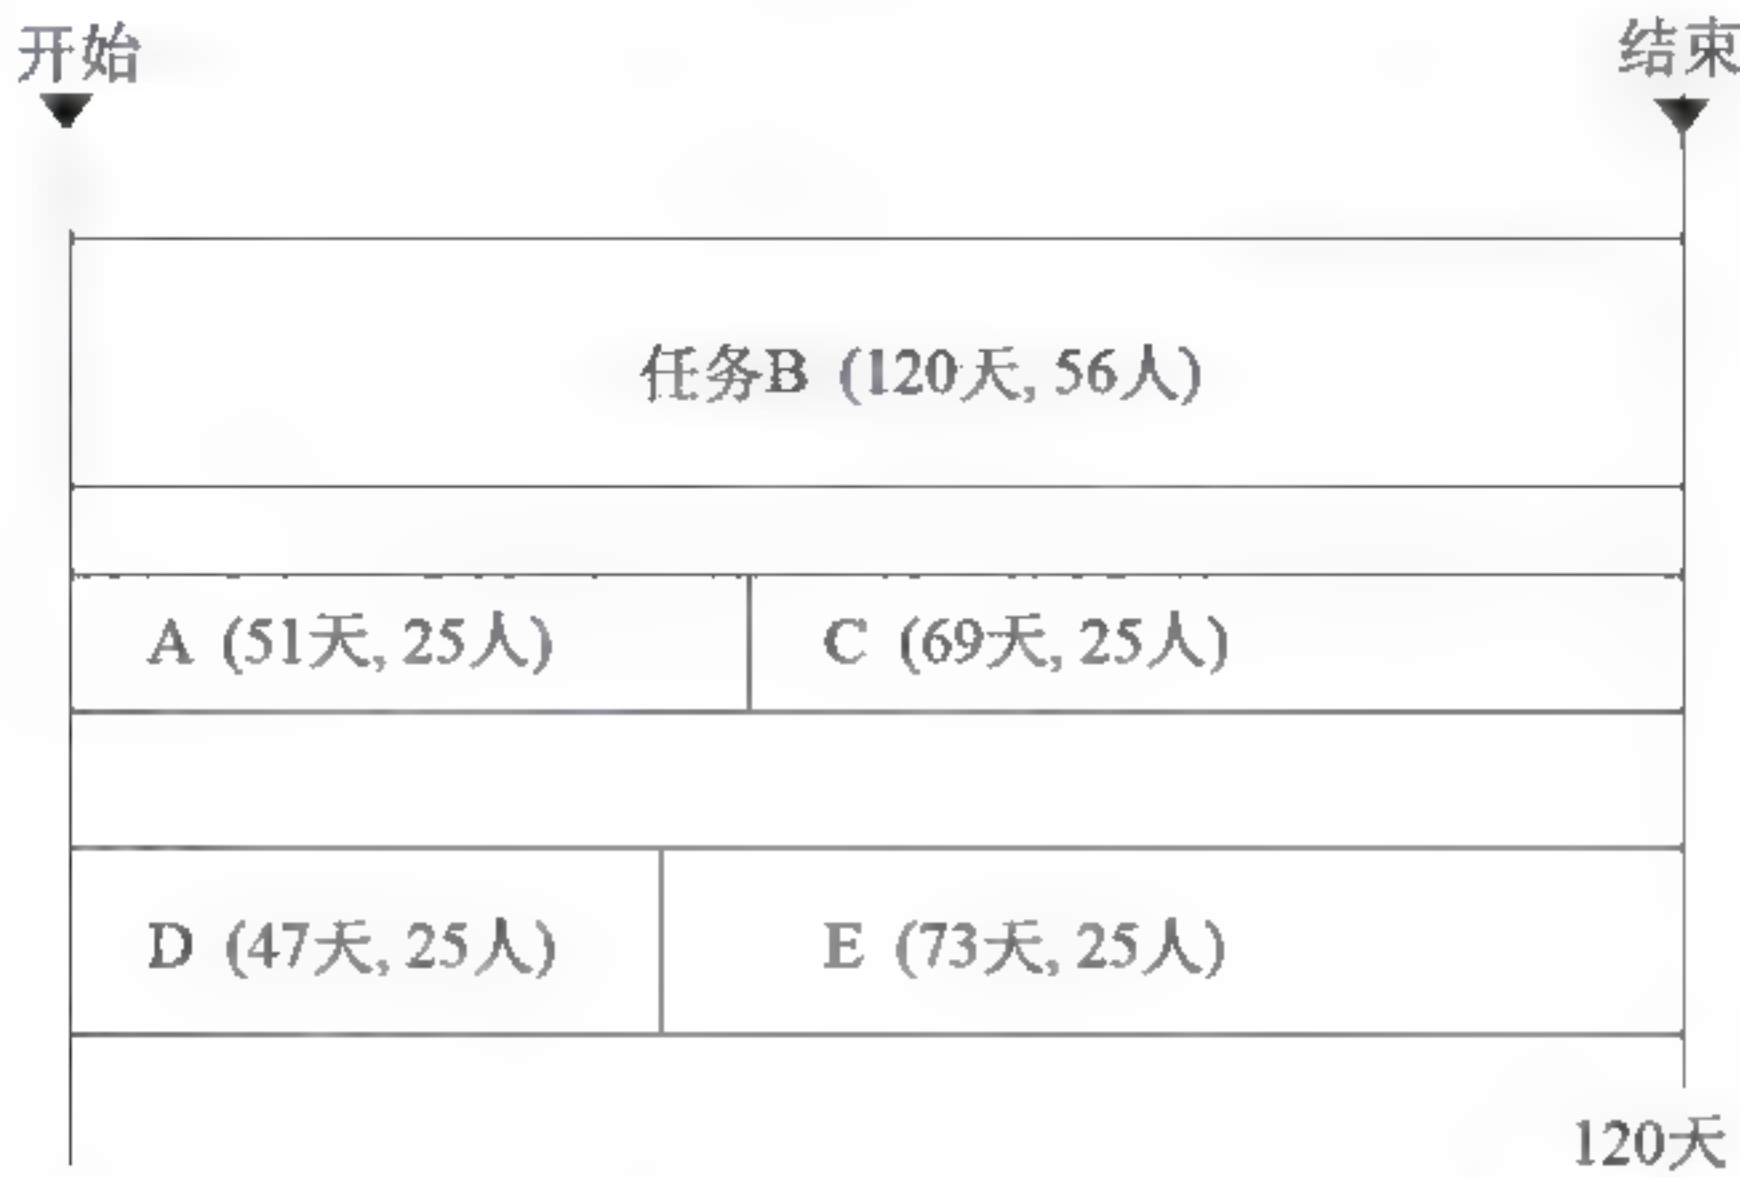 开始
结束
任务B (120天, 56人)
A (51天, 25人)
C (69天, 25人)
D (47天, 25人)
E (73天, 25人)
120天